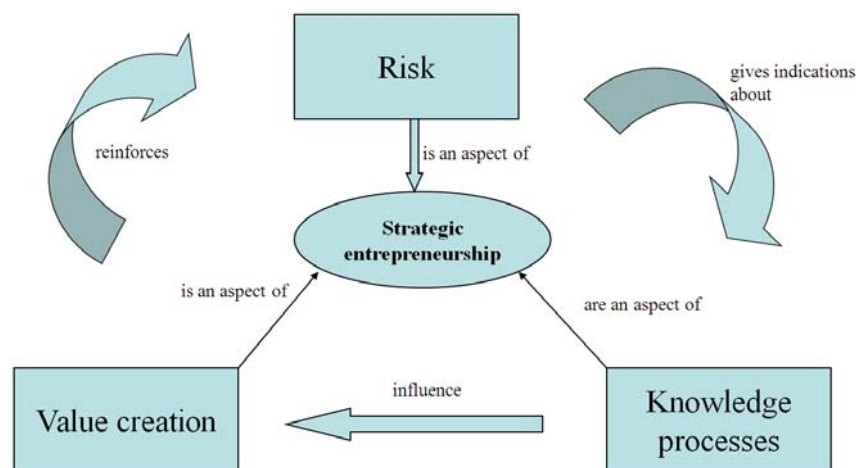 Risk
gives indications
about
reinforces
is an aspect of
Strategic
entrepreneurship
is an aspect of
are an aspect of
Value creation
influence
Knowledge
processes